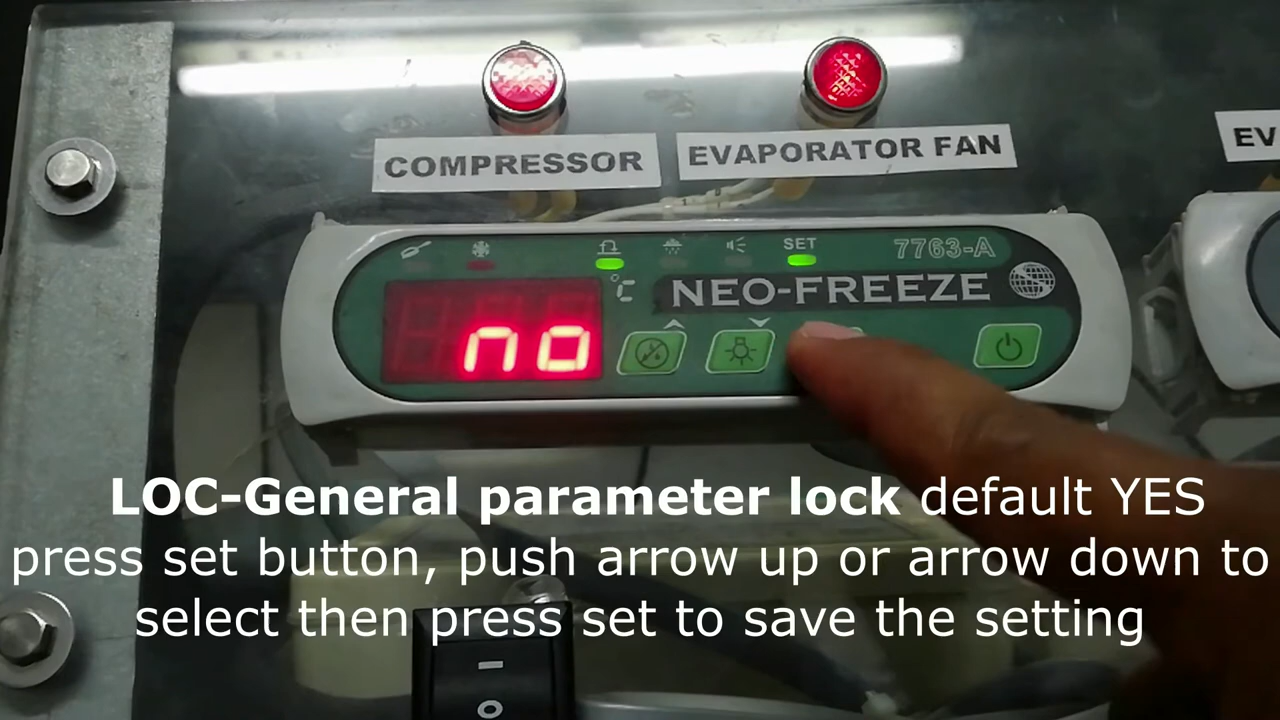 COMPRESSOR
EVAPORATOR FAN
EV
SET
7763-A
°C
NEO-FREEZE
no
LOC-General parameter lock default YES
press set button, push arrow up or arrow down to
select then press set to save the setting